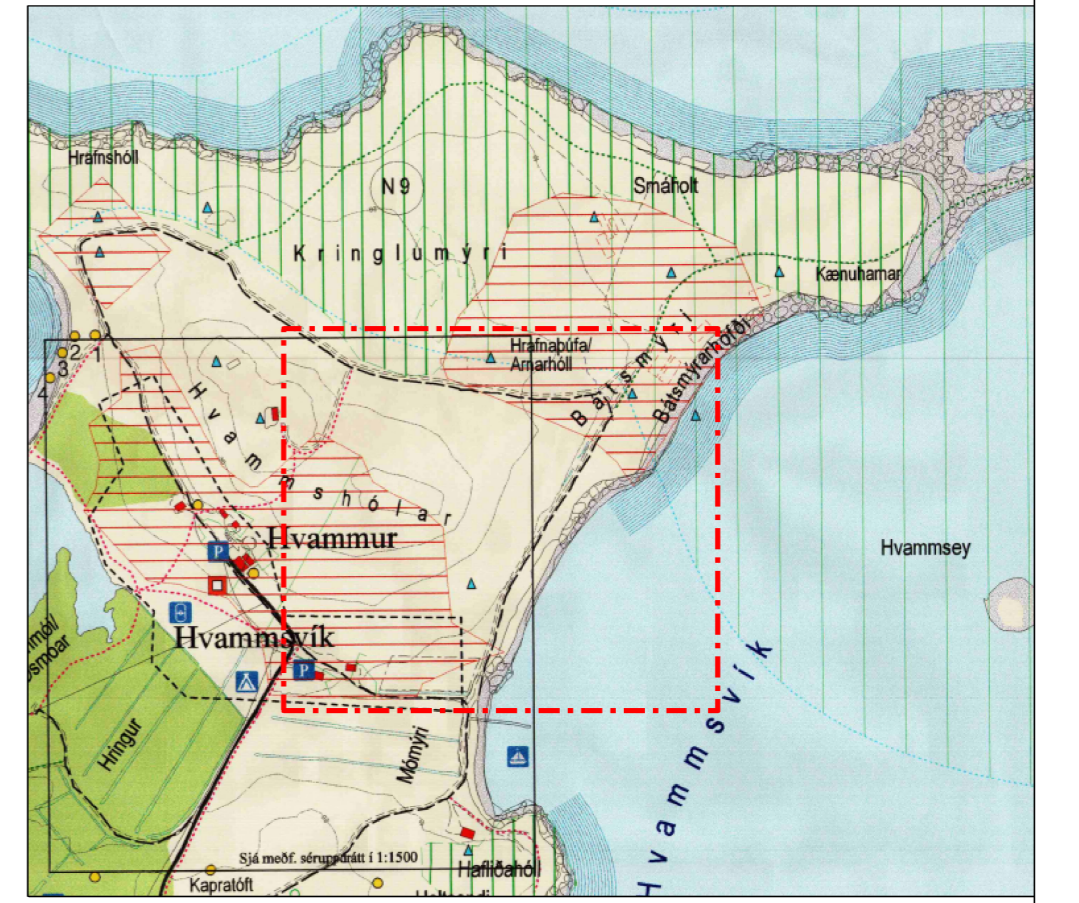 Hrafnshóll
N 9
Smáholt
Kringlumýri
Kænuhamar
Hrafnaþúfa/
Arnarhóll
Bátsmýri
Bátsmýrarhöfði
1
2
3
4
Hvammshólar
Hvammur
P
Hvammsey
Hvammsvík
P
Hvammsvík
Hringur
Mómýri
Sjá meðf. séruppdrátt í 1:1500
Kapratóft
Hafliðahóll